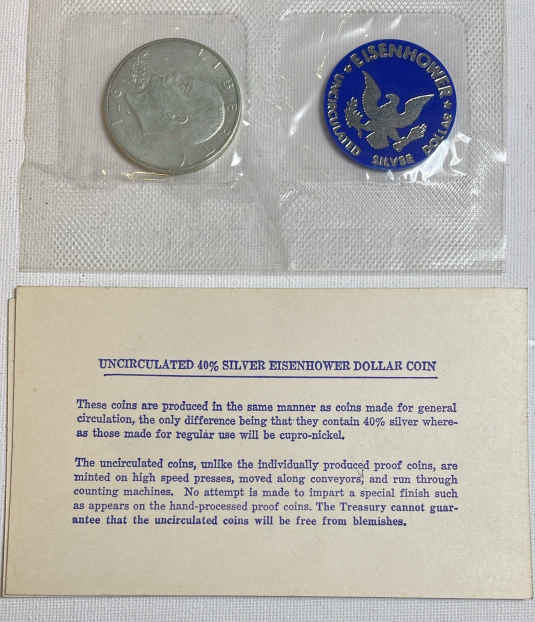 LIBERTY
EISENHOWER
UNCIRCULATED
SILVER
DOLLAR
UNCIRCULATED 40% SILVER EISENHOWER DOLLAR COIN
These coins are produced in the same manner as coins made for general
circulation, the only difference being that they contain 40% silver where-
as those made for regular use will be cupro-nickel.
The uncirculated coins, unlike the individually produced proof coins, are
minted on high speed presses, moved along conveyors, and run through
counting machines. No attempt is made to impart a special finish such
as appears on the hand-processed proof coins. The Treasury cannot guar-
antee that the uncirculated coins will be free from blemishes.